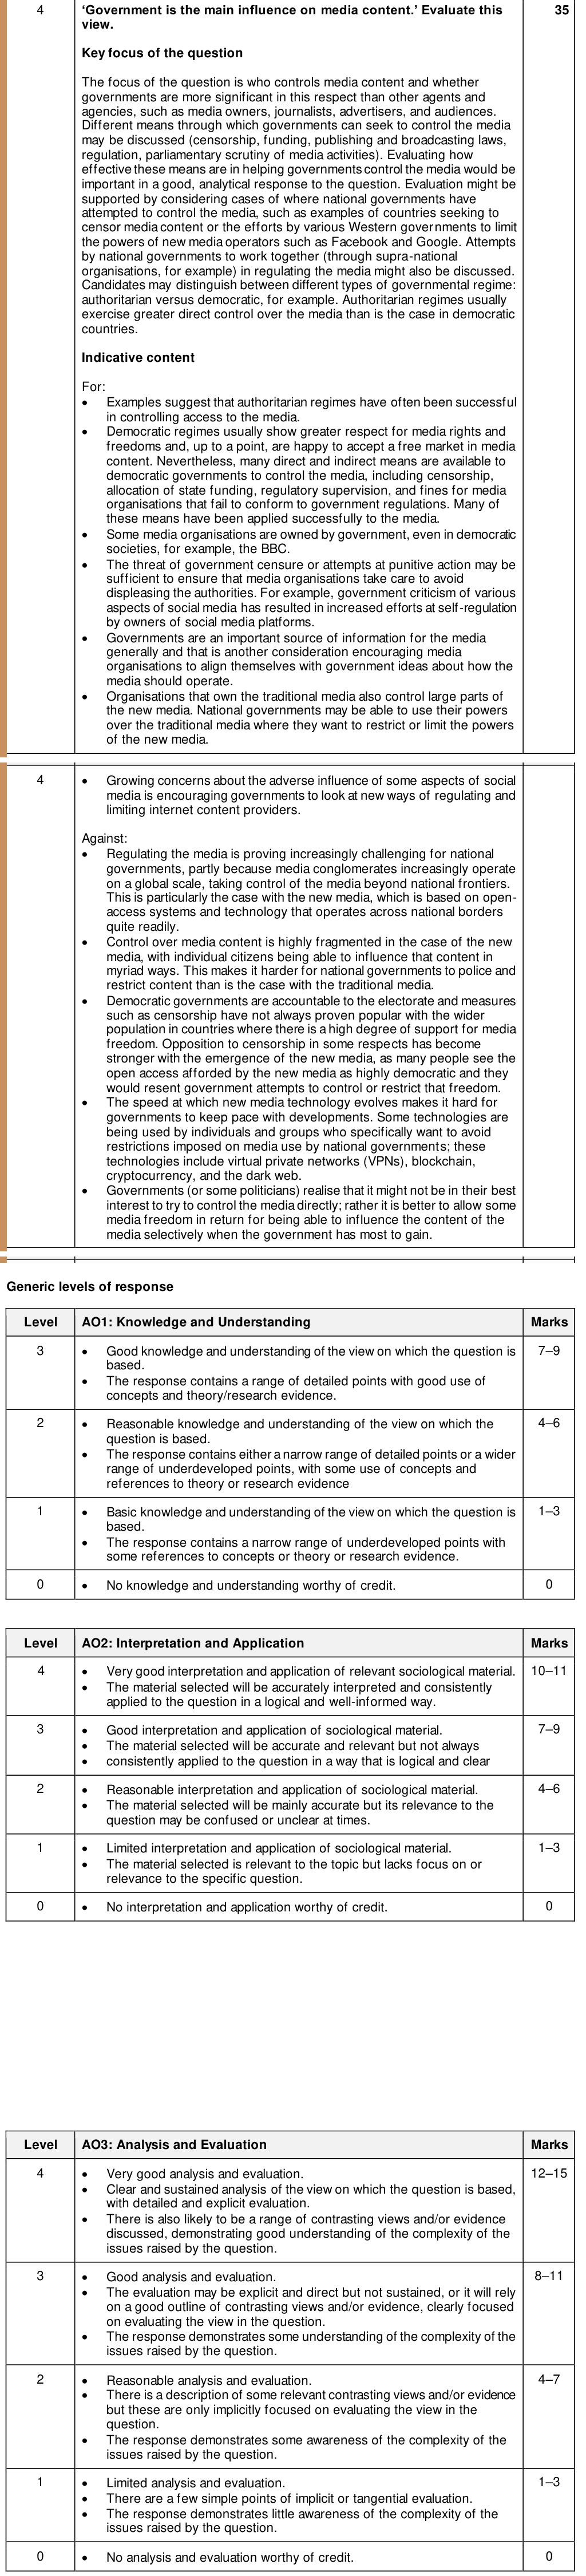 4 ‘Government is the main influence on media content.’ Evaluate this 35
view.
Key focus of the question
The focus of the question is who controls media content and whether
governments are more significant in this respect than other agents and
agencies, such as media owners, journalists, advertisers, and audiences.
Different means through which governments can seek to control the media
may be discussed (censorship, funding, publishing and broadcasting laws,
regulation, parliamentary scrutiny of media activities). Evaluating how
effective these means are in helping governments control the media would be
important in a good, analytical response to the question. Evaluation might be
supported by considering cases of where national governments have
attempted to control the media, such as examples of countries seeking to
censor media content or the efforts by various Western governments to limit
the powers of new media operators such as Facebook and Google. Attempts
by national governments to work together (through supra-national
organisations, for example) in regulating the media might also be discussed.
Candidates may distinguish between different types of governmental regime:
authoritarian versus democratic, for example. Authoritarian regimes usually
exercise greater direct control over the media than is the case in democratic
countries.
Indicative content
For:
• Examples suggest that authoritarian regimes have often been successful
in controlling access to the media.
• Democratic regimes usually show greater respect for media rights and
freedoms and, up to a point, are happy to accept a free market in media
content. Nevertheless, many direct and indirect means are available to
democratic governments to control the media, including censorship,
allocation of state funding, regulatory supervision, and fines for media
organisations that fail to conform to government regulations. Many of
these means have been applied successfully to the media.
• Some media organisations are owned by government, even in democratic
societies, for example, the BBC.
• The threat of government censure or attempts at punitive action may be
sufficient to ensure that media organisations take care to avoid
displeasing the authorities. For example, government criticism of various
aspects of social media has resulted in increased efforts at self-regulation
by owners of social media platforms.
• Governments are an important source of information for the media
generally and that is another consideration encouraging media
organisations to align themselves with government ideas about how the
media should operate.
• Organisations that own the traditional media also control large parts of
the new media. National governments may be able to use their powers
over the traditional media where they want to restrict or limit the powers
of the new media.
4 • Growing concerns about the adverse influence of some aspects of social
media is encouraging governments to look at new ways of regulating and
limiting internet content providers.
Against:
• Regulating the media is proving increasingly challenging for national
governments, partly because media conglomerates increasingly operate
on a global scale, taking control of the media beyond national frontiers.
This is particularly the case with the new media, which is based on open-
access systems and technology that operates across national borders
quite readily.
• Control over media content is highly fragmented in the case of the new
media, with individual citizens being able to influence that content in
myriad ways. This makes it harder for national governments to police and
restrict content than is the case with the traditional media.
• Democratic governments are accountable to the electorate and measures
such as censorship have not always proven popular with the wider
population in countries where there is a high degree of support for media
freedom. Opposition to censorship in some respects has become
stronger with the emergence of the new media, as many people see the
open access afforded by the new media as highly democratic and they
would resent government attempts to control or restrict that freedom.
• The speed at which new media technology evolves makes it hard for
governments to keep pace with developments. Some technologies are
being used by individuals and groups who specifically want to avoid
restrictions imposed on media use by national governments; these
technologies include virtual private networks (VPNs), blockchain,
cryptocurrency, and the dark web.
• Governments (or some politicians) realise that it might not be in their best
interest to try to control the media directly; rather it is better to allow some
media freedom in return for being able to influence the content of the
media selectively when the government has most to gain.
Generic levels of response
Level AO1: Knowledge and Understanding Marks
3 • Good knowledge and understanding of the view on which the question is 7–9
based.
• The response contains a range of detailed points with good use of
concepts and theory/research evidence.
2 • Reasonable knowledge and understanding of the view on which the 4–6
question is based.
• The response contains either a narrow range of detailed points or a wider
range of underdeveloped points, with some use of concepts and
references to theory or research evidence
1 • Basic knowledge and understanding of the view on which the question is 1–3
based.
• The response contains a narrow range of underdeveloped points with
some references to concepts or theory or research evidence.
0 • No knowledge and understanding worthy of credit. 0
Level AO2: Interpretation and Application Marks
4 • Very good interpretation and application of relevant sociological material. 10–11
• The material selected will be accurately interpreted and consistently
applied to the question in a logical and well-informed way.
3 • Good interpretation and application of sociological material. 7–9
• The material selected will be accurate and relevant but not always
• consistently applied to the question in a way that is logical and clear
2 • Reasonable interpretation and application of sociological material. 4–6
• The material selected will be mainly accurate but its relevance to the
question may be confused or unclear at times.
1 • Limited interpretation and application of sociological material. 1–3
• The material selected is relevant to the topic but lacks focus on or
relevance to the specific question.
0 • No interpretation and application worthy of credit. 0
Level AO3: Analysis and Evaluation Marks
4 • Very good analysis and evaluation. 12–15
• Clear and sustained analysis of the view on which the question is based,
with detailed and explicit evaluation.
• There is also likely to be a range of contrasting views and/or evidence
discussed, demonstrating good understanding of the complexity of the
issues raised by the question.
3 • Good analysis and evaluation. 8–11
• The evaluation may be explicit and direct but not sustained, or it will rely
on a good outline of contrasting views and/or evidence, clearly focused
on evaluating the view in the question.
• The response demonstrates some understanding of the complexity of the
issues raised by the question.
2 • Reasonable analysis and evaluation. 4–7
• There is a description of some relevant contrasting views and/or evidence
but these are only implicitly focused on evaluating the view in the
question.
• The response demonstrates some awareness of the complexity of the
issues raised by the question.
1 • Limited analysis and evaluation. 1–3
• There are a few simple points of implicit or tangential evaluation.
• The response demonstrates little awareness of the complexity of the
issues raised by the question.
0 • No analysis and evaluation worthy of credit. 0